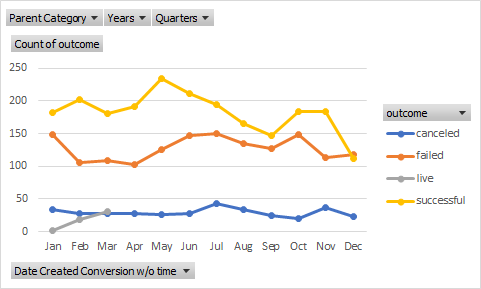 Parent Category Years Quarters
Count of outcome
250
200
150
100
50
0
Jan Feb Mar Apr May Jun Jul Aug Sep Oct Nov Dec
outcome
canceled
failed
live
successful
Date Created Conversion w/o time